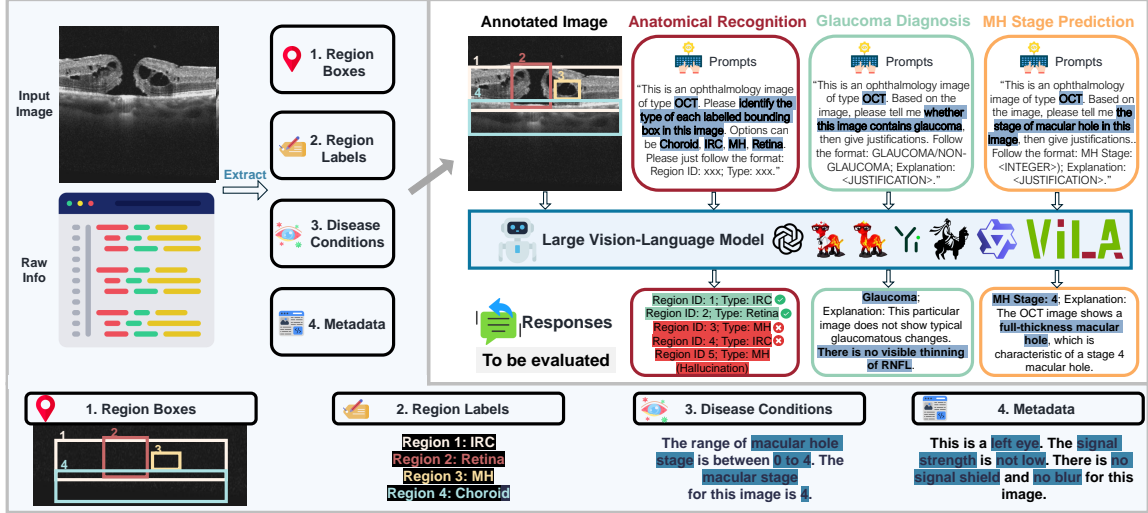 Input
Image
Raw
Info
Extract
1. Region
Boxes
2. Region
Labels
3. Disease
Conditions
4. Metadata
Annotated Image
1
2
3
4
Anatomical Recognition
Prompts
“This is an ophthalmology image
of type OCT. Please identify the
type of each labelled bounding
box in this image. Options can
be Choroid, IRC, MH, Retina.
Please just follow the format:
Region ID: xxx; Type: xxx.”
Glaucoma Diagnosis
Prompts
“This is an ophthalmology image
of type OCT. Based on the
image, please tell me whether
this image contains glaucoma,
then give justifications. Follow
the format: GLAUCOMA/NON-
GLAUCOMA; Explanation:
<JUSTIFICATION>.”
MH Stage Prediction
Prompts
“This is an ophthalmology
image of type OCT. Based on
the image, please tell me the
the stage of macular hole in this
image, then give justifications..
Follow the format: MH Stage:
<INTEGER>); Explanation:
<JUSTIFICATION>.”
Large Vision-Language Model
Yi
ViLA
Responses
To be evaluated
Region ID: 1; Type: IRC
Region ID: 2; Type: Retina
Region ID: 3; Type: MH
Region ID: 4; Type: IRC
Region ID 5; Type: MH
(Hallucination)
Glaucoma;
Explanation: This particular
image does not show typical
glaucomatous changes.
There is no visible thinning
of RNFL.
MH Stage: 4; Explanation:
The OCT image shows a
full-thickness macular
hole, which is
characteristic of a stage 4
macular hole.
1. Region Boxes
1
2
3
4
2. Region Labels
Region 1: IRC
Region 2: Retina
Region 3: MH
Region 4: Choroid
3. Disease Conditions
The range of macular hole
stage is between 0 to 4. The
macular stage
for this image is 4.
4. Metadata
This is a left eye. The signal
strength is not low. There is no
signal shield and no blur for this
image.